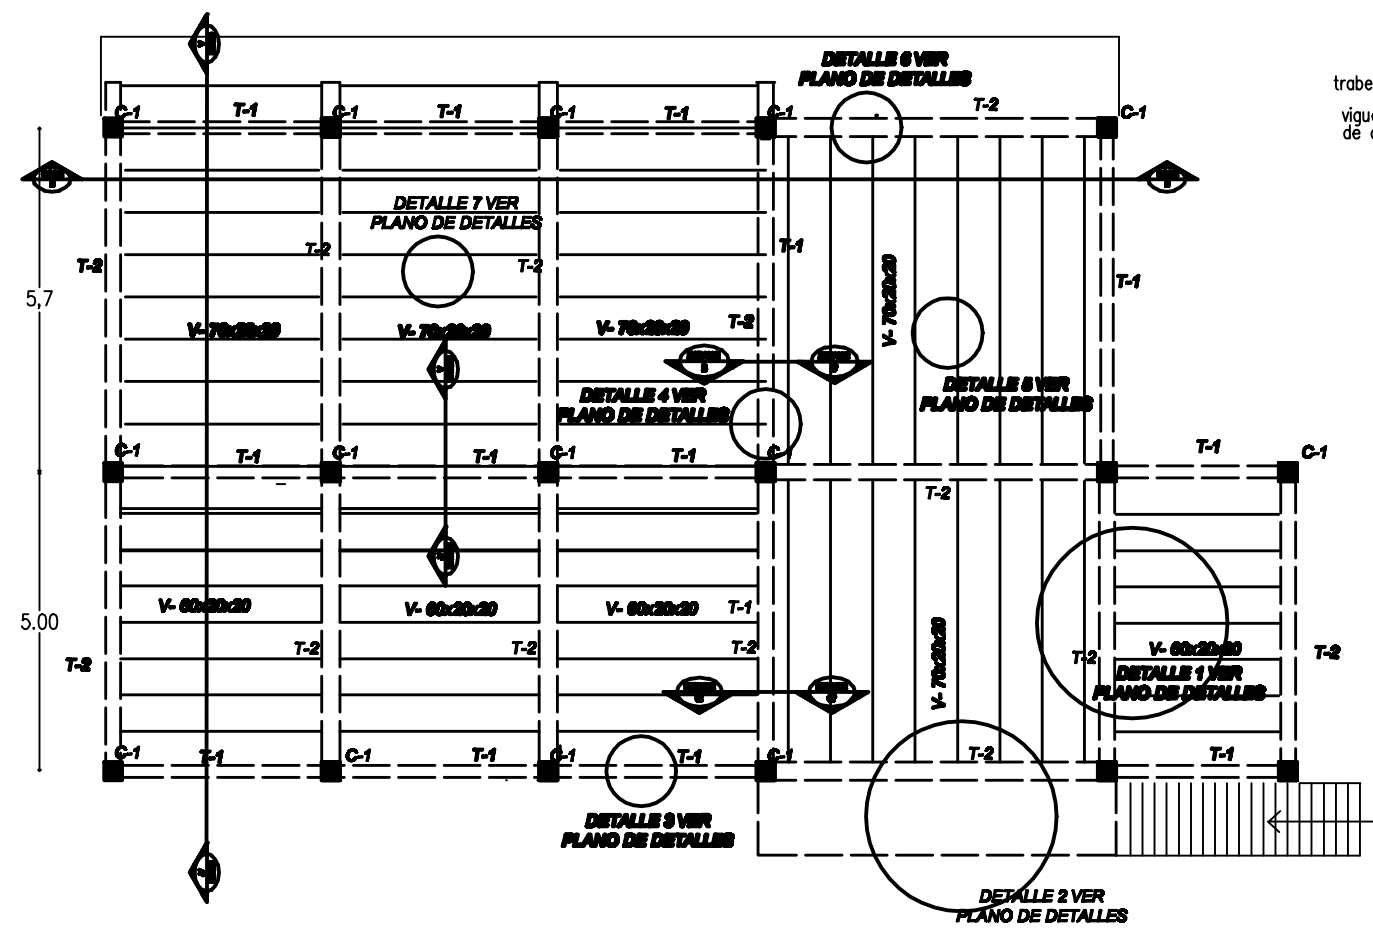 DETALLE 6 VER
PLANO DE DETALLES
C-1
T-1
C-1
T-1
C-1
T-1
C-1
T-2
C-1
DETALLE 7 VER
PLANO DE DETALLES
T-2
T-2
T-2
T-1
T-1
5,7
V- 70x20x20
V- 70x20x20
V- 70x20x20
T-2
V- 70x20x20
DETALLE 4 VER
PLANO DE DETALLES
DETALLE 5 VER
PLANO DE DETALLES
C-1
T-1
C-1
T-1
C-1
T-1
C-1
T-2
T-1
C-1
5.00
V- 60x20x20
V- 60x20x20
V- 60x20x20
T-1
T-2
T-2
T-2
T-2
V- 70x20x20
T-2
V- 60x20x20
DETALLE 1 VER
PLANO DE DETALLES
T-2
C-1
T-1
C-1
T-1
C-1
T-1
C-1
T-2
T-1
DETALLE 3 VER
PLANO DE DETALLES
DETALLE 2 VER
PLANO DE DETALLES